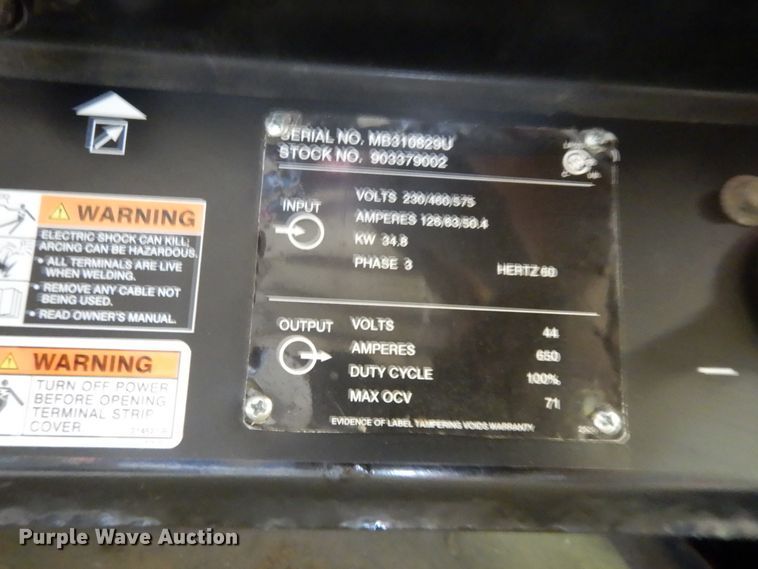 SERIAL NO. MB310823U
STOCK NO. 903379002
INPUT
VOLTS 230/460/575
AMPERES 126/63/50.4
KW 34.8
PHASE 3 HERTZ 60
OUTPUT
VOLTS 44
AMPERES 650
DUTY CYCLE 100%
MAX OCV 71
EVIDENCE OF LABEL TAMPERING VOIDS WARRANTY
WARNING
ELECTRIC SHOCK CAN KILL;
ARCING CAN BE HAZARDOUS.
• ALL TERMINALS ARE LIVE
WHEN WELDING.
• REMOVE ANY CABLE NOT
BEING USED.
• READ OWNER'S MANUAL.
WARNING
TURN OFF POWER
BEFORE OPENING
TERMINAL STRIP
COVER
Purple Wave Auction